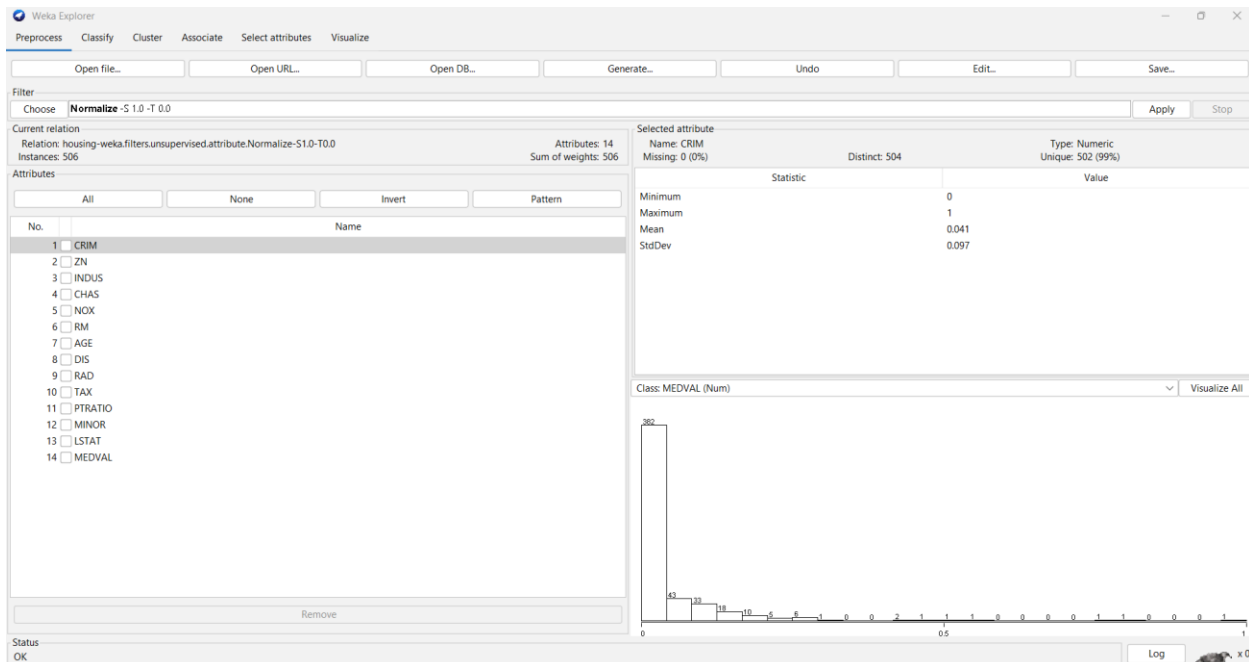 Weka Explorer
Preprocess Classify Cluster Associate Select attributes Visualize
Open file... Open URL... Open DB... Generate... Undo Edit... Save...
Filter
Choose Normalize -S 1.0 -T 0.0 Apply Stop
Current relation
Relation: housing-weka.filters.unsupervised.attribute.Normalize-S1.0-T0.0 Attributes: 14
Instances: 506 Sum of weights: 506
Selected attribute
Name: CRIM Type: Numeric
Missing: 0 (0%) Distinct: 504 Unique: 502 (99%)
Attributes
All None Invert Pattern
No. Name
1 CRIM
2 ZN
3 INDUS
4 CHAS
5 NOX
6 RM
7 AGE
8 DIS
9 RAD
10 TAX
11 PTRATIO
12 MINOR
13 LSTAT
14 MEDVAL
Remove
Statistic Value
Minimum 0
Maximum 1
Mean 0.041
StdDev 0.097
Class: MEDVAL (Num) Visualize All
382
43 33 18 10 5 6 1 0 0 2 1 1 1 0 0 0 0 1 1 0 0 0 1
0 0.5 1
Status
OK
Log x 0